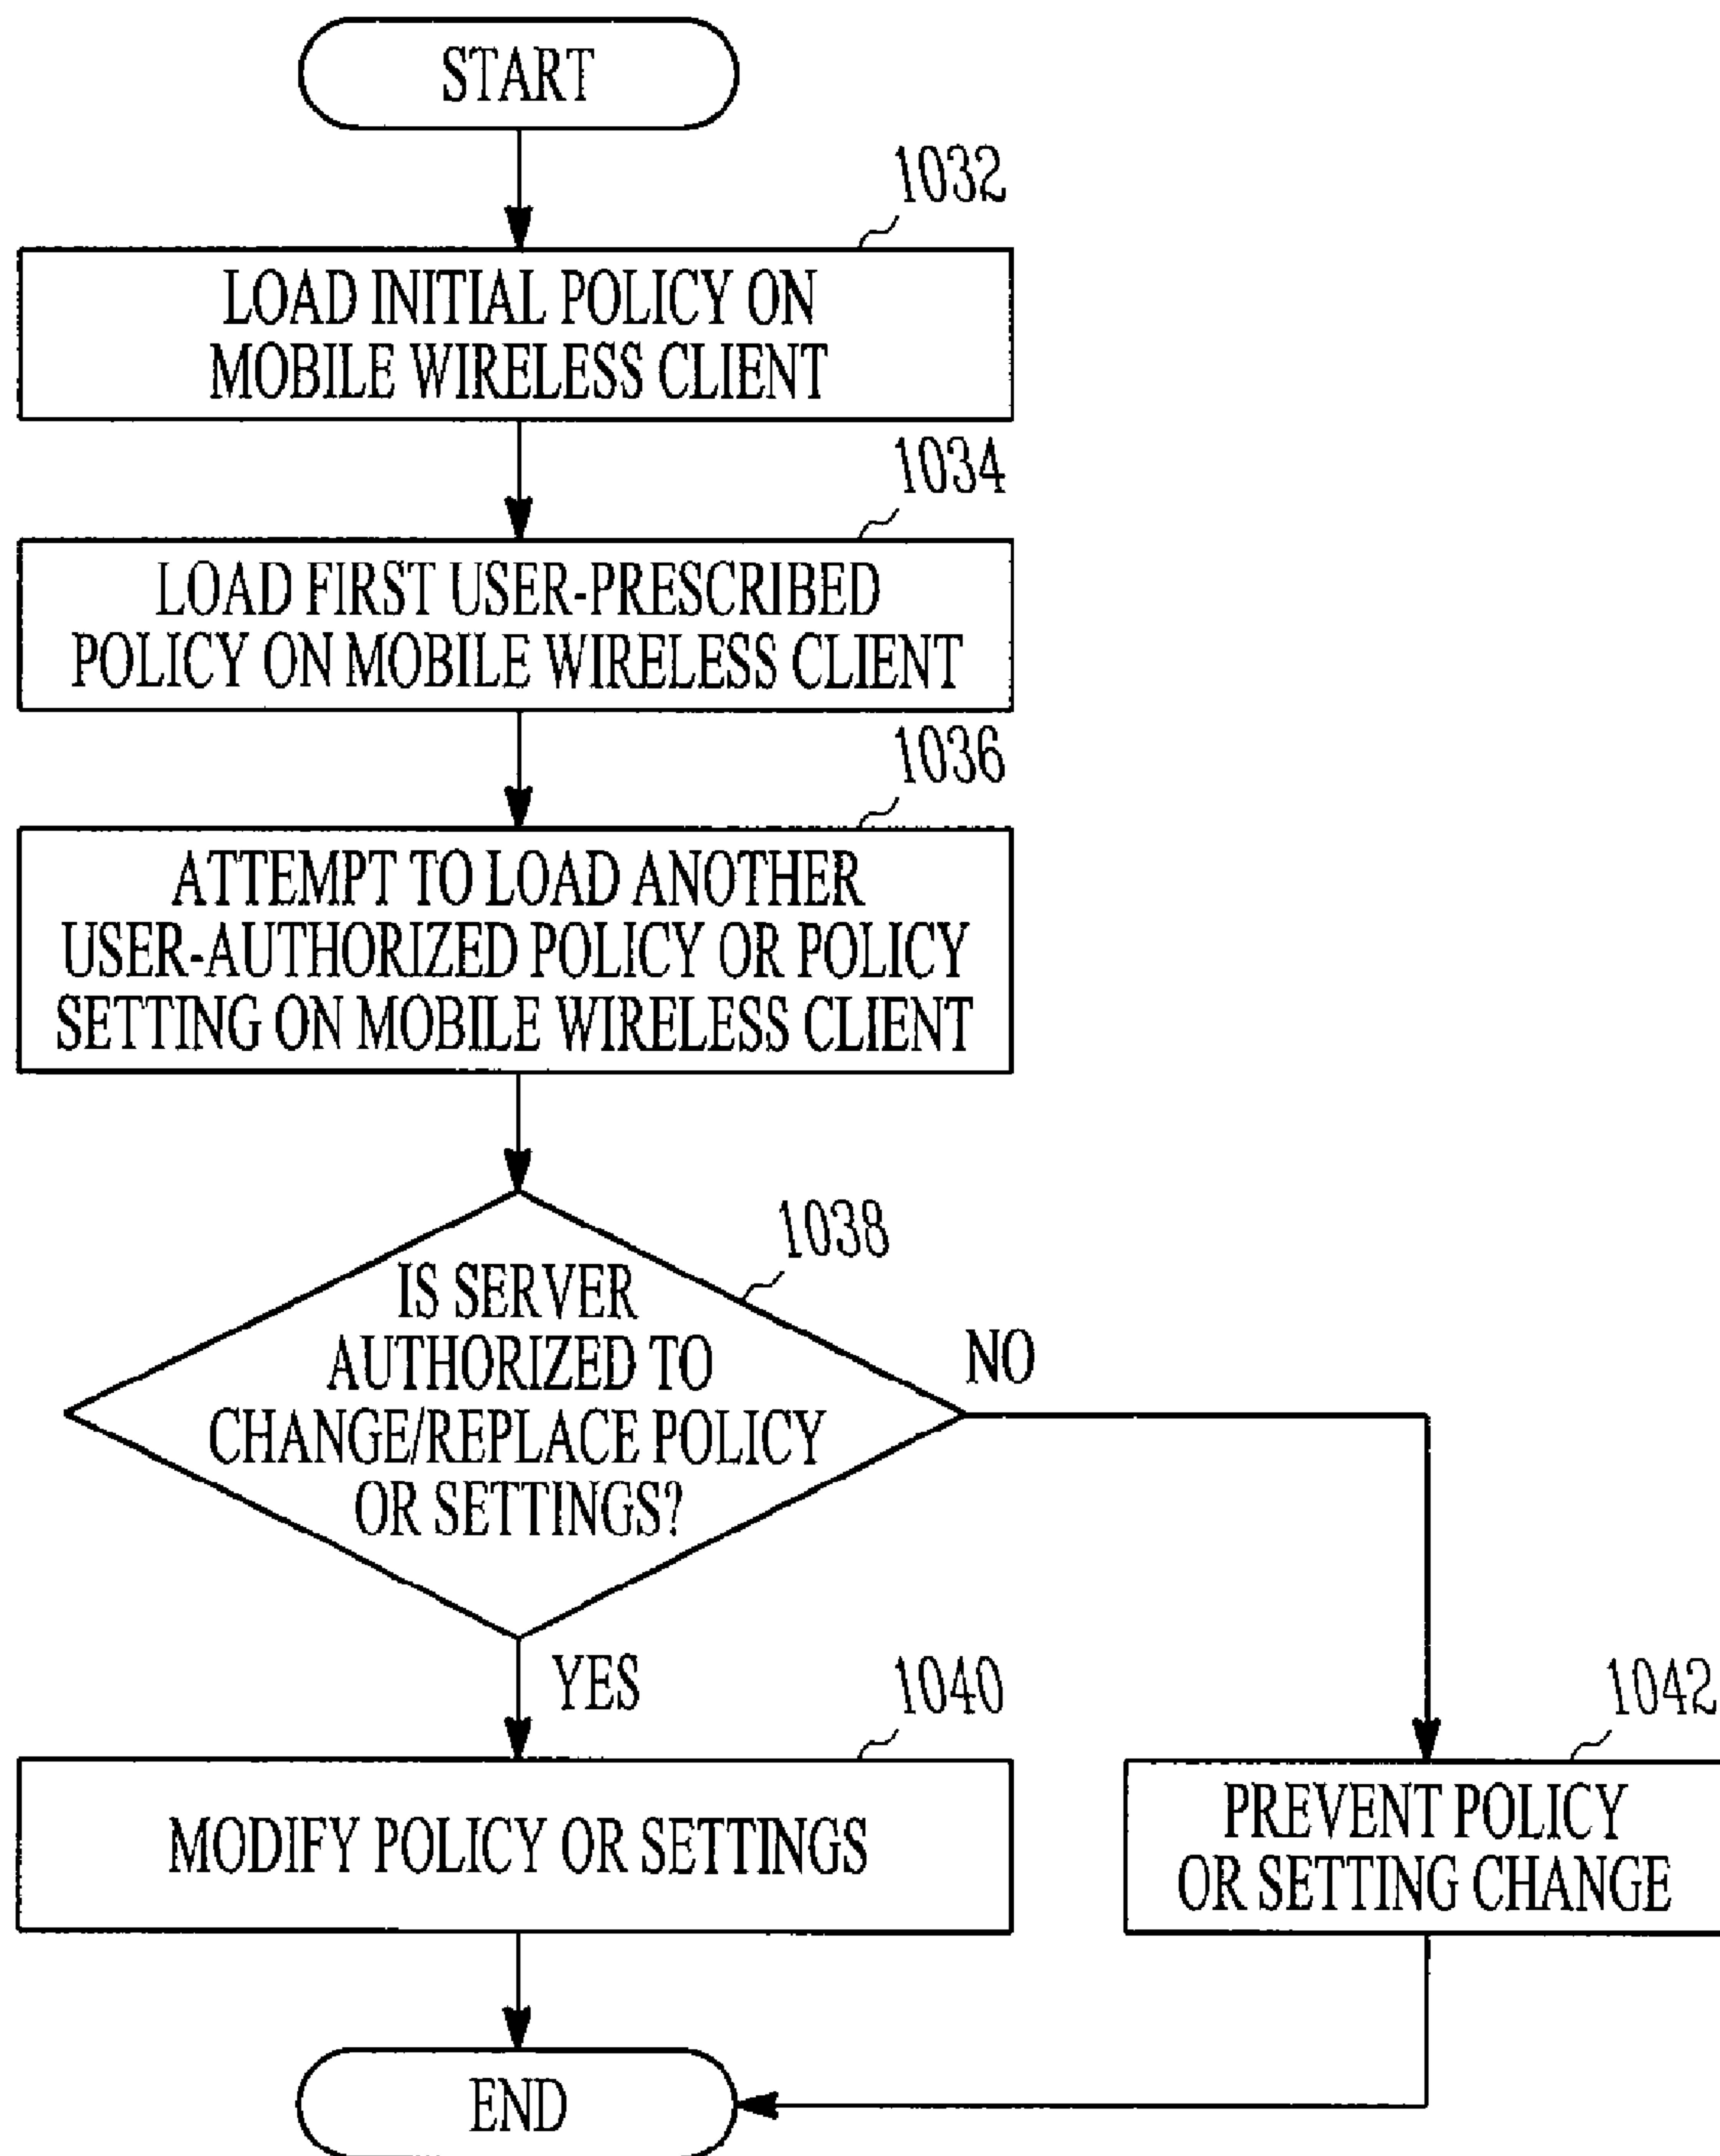 START
1032
LOAD INITIAL POLICY ON
MOBILE WIRELESS CLIENT
1034
LOAD FIRST USER-PRESCRIBED
POLICY ON MOBILE WIRELESS CLIENT
1036
ATTEMPT TO LOAD ANOTHER
USER-AUTHORIZED POLICY OR POLICY
SETTING ON MOBILE WIRELESS CLIENT
1038
IS SERVER
AUTHORIZED TO
CHANGE/REPLACE POLICY
OR SETTINGS?
NO
YES
1040
MODIFY POLICY OR SETTINGS
1042
PREVENT POLICY
OR SETTING CHANGE
END